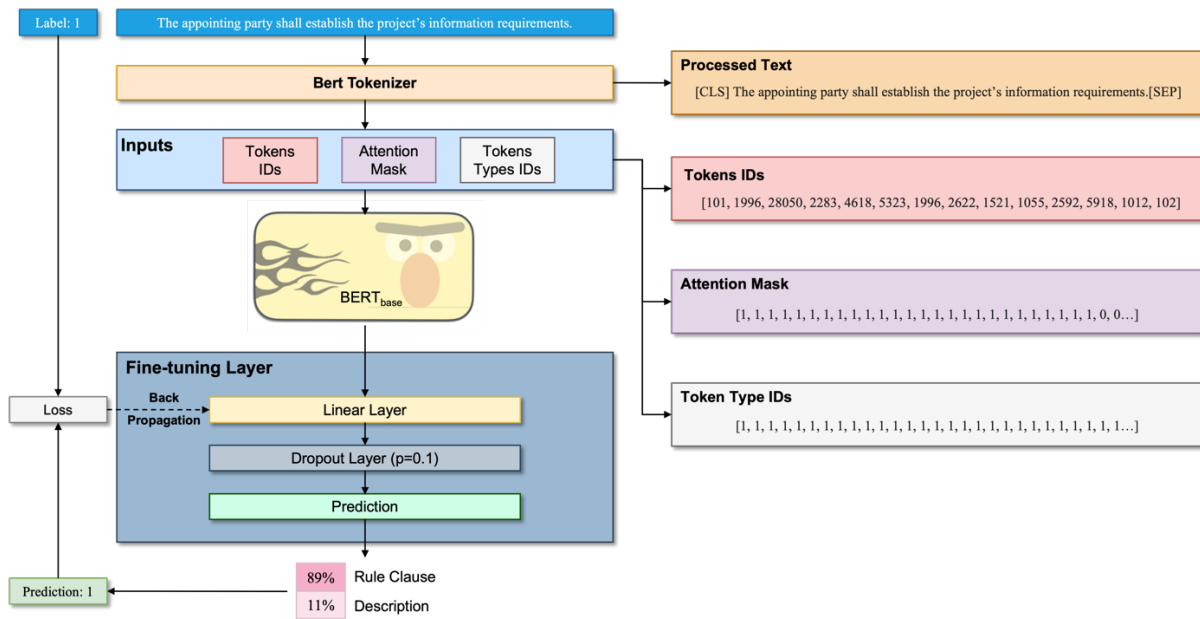 Label: 1
The appointing party shall establish the project’s information requirements.
Bert Tokenizer
Processed Text
[CLS] The appointing party shall establish the project’s information requirements.[SEP]
Inputs
Tokens
IDs
Attention
Mask
Tokens
Types IDs
Tokens IDs
[101, 1996, 28050, 2283, 4618, 5323, 1996, 2622, 1521, 1055, 2592, 5918, 1012, 102]
BERTbase
Attention Mask
[1, 1, 1, 1, 1, 1, 1, 1, 1, 1, 1, 1, 1, 1, 1, 1, 1, 1, 1, 1, 1, 1, 1, 1, 1, 1, 0, 0…]
Fine-tuning Layer
Token Type IDs
[1, 1, 1, 1, 1, 1, 1, 1, 1, 1, 1, 1, 1, 1, 1, 1, 1, 1, 1, 1, 1, 1, 1, 1, 1, 1, 1, 1…]
Loss
Back
Propagation
Linear Layer
Dropout Layer (p=0.1)
Prediction
89%
Rule Clause
Prediction: 1
11%
Description